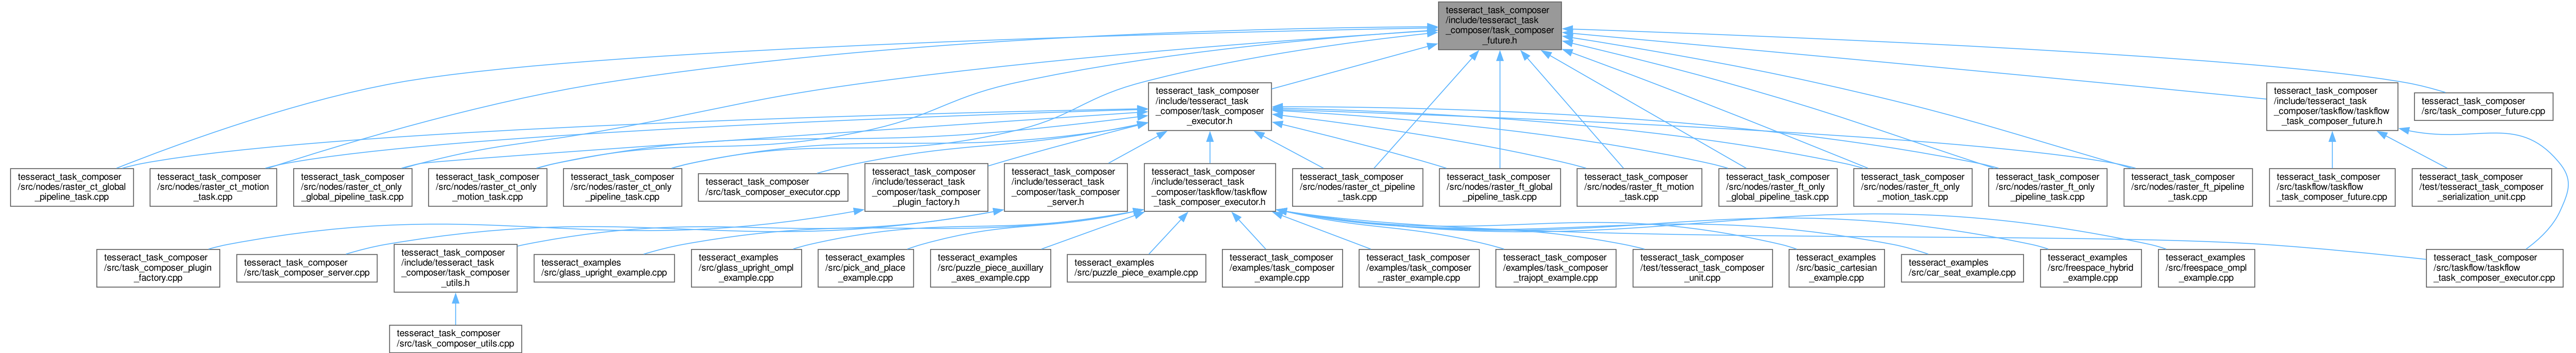 tesseract_task_composer
/include/tesseract_task
_composer/task_composer
_future.h
tesseract_task_composer
/include/tesseract_task
_composer/task_composer
_executor.h
tesseract_task_composer
/include/tesseract_task
_composer/taskflow/taskflow
_task_composer_future.h
tesseract_task_composer
/src/task_composer_future.cpp
tesseract_task_composer
/src/nodes/raster_ct_global
_pipeline_task.cpp
tesseract_task_composer
/src/nodes/raster_ct_motion
_task.cpp
tesseract_task_composer
/src/nodes/raster_ct_only
_global_pipeline_task.cpp
tesseract_task_composer
/src/nodes/raster_ct_only
_motion_task.cpp
tesseract_task_composer
/src/nodes/raster_ct_only
_pipeline_task.cpp
tesseract_task_composer
/src/task_composer_executor.cpp
tesseract_task_composer
/include/tesseract_task
_composer/task_composer
_plugin_factory.h
tesseract_task_composer
/include/tesseract_task
_composer/task_composer
_server.h
tesseract_task_composer
/include/tesseract_task
_composer/taskflow/taskflow
_task_composer_executor.h
tesseract_task_composer
/src/nodes/raster_ct_pipeline
_task.cpp
tesseract_task_composer
/src/nodes/raster_ft_global
_pipeline_task.cpp
tesseract_task_composer
/src/nodes/raster_ft_motion
_task.cpp
tesseract_task_composer
/src/nodes/raster_ft_only
_global_pipeline_task.cpp
tesseract_task_composer
/src/nodes/raster_ft_only
_motion_task.cpp
tesseract_task_composer
/src/nodes/raster_ft_only
_pipeline_task.cpp
tesseract_task_composer
/src/nodes/raster_ft_pipeline
_task.cpp
tesseract_task_composer
/src/taskflow/taskflow
_task_composer_future.cpp
tesseract_task_composer
/test/tesseract_task_composer
_serialization_unit.cpp
tesseract_task_composer
/src/task_composer_plugin
_factory.cpp
tesseract_task_composer
/src/task_composer_server.cpp
tesseract_task_composer
/include/tesseract_task
_composer/task_composer
_utils.h
tesseract_examples
/src/glass_upright_example.cpp
tesseract_examples
/src/glass_upright_ompl
_example.cpp
tesseract_examples
/src/pick_and_place
_example.cpp
tesseract_examples
/src/puzzle_piece_auxillary
_axes_example.cpp
tesseract_examples
/src/puzzle_piece_example.cpp
tesseract_task_composer
/examples/task_composer
_example.cpp
tesseract_task_composer
/examples/task_composer
_raster_example.cpp
tesseract_task_composer
/examples/task_composer
_trajopt_example.cpp
tesseract_task_composer
/test/tesseract_task_composer
_unit.cpp
tesseract_examples
/src/basic_cartesian
_example.cpp
tesseract_examples
/src/car_seat_example.cpp
tesseract_examples
/src/freespace_hybrid
_example.cpp
tesseract_examples
/src/freespace_ompl
_example.cpp
tesseract_task_composer
/src/taskflow/taskflow
_task_composer_executor.cpp
tesseract_task_composer
/src/task_composer_utils.cpp